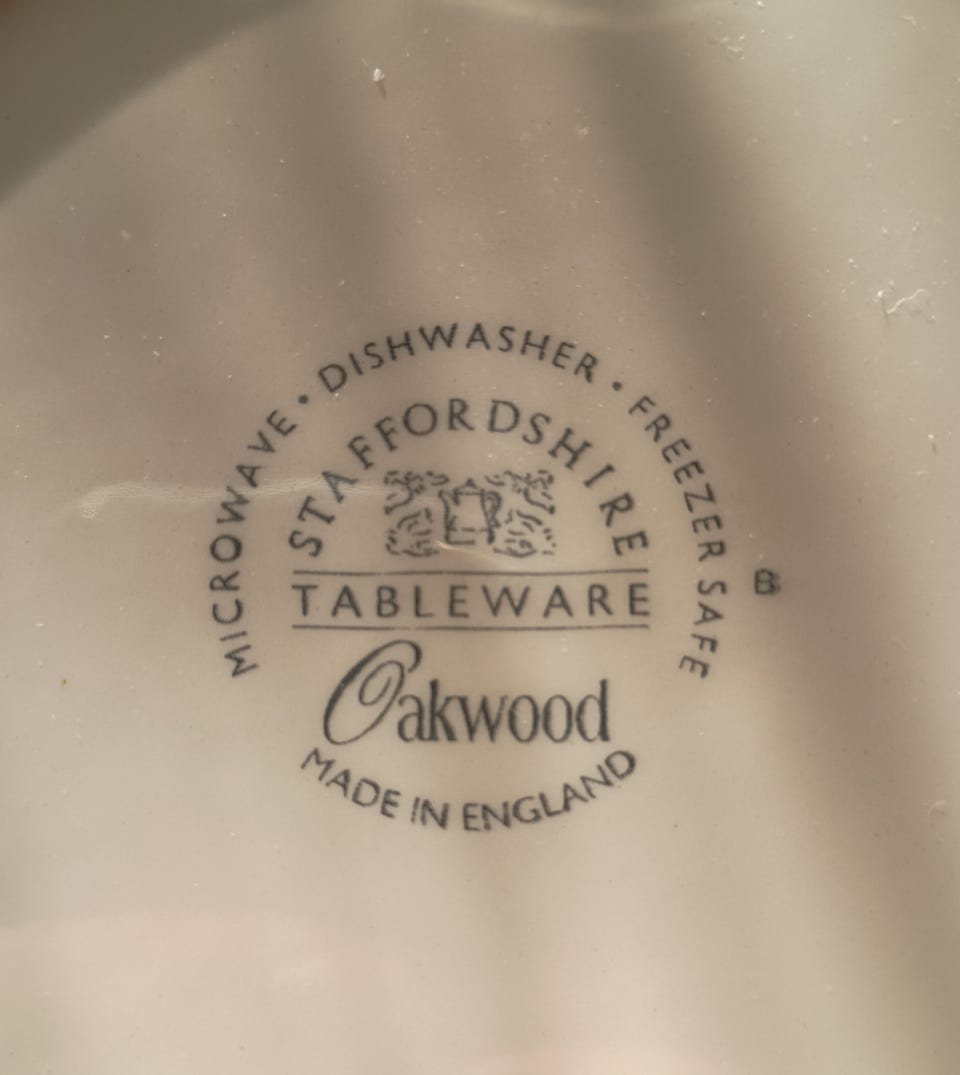 MICROWAVE • DISHWASHER • FREEZER SAFE
STAFFORDSHIRE
TABLEWARE
Oakwood
MADE IN ENGLAND